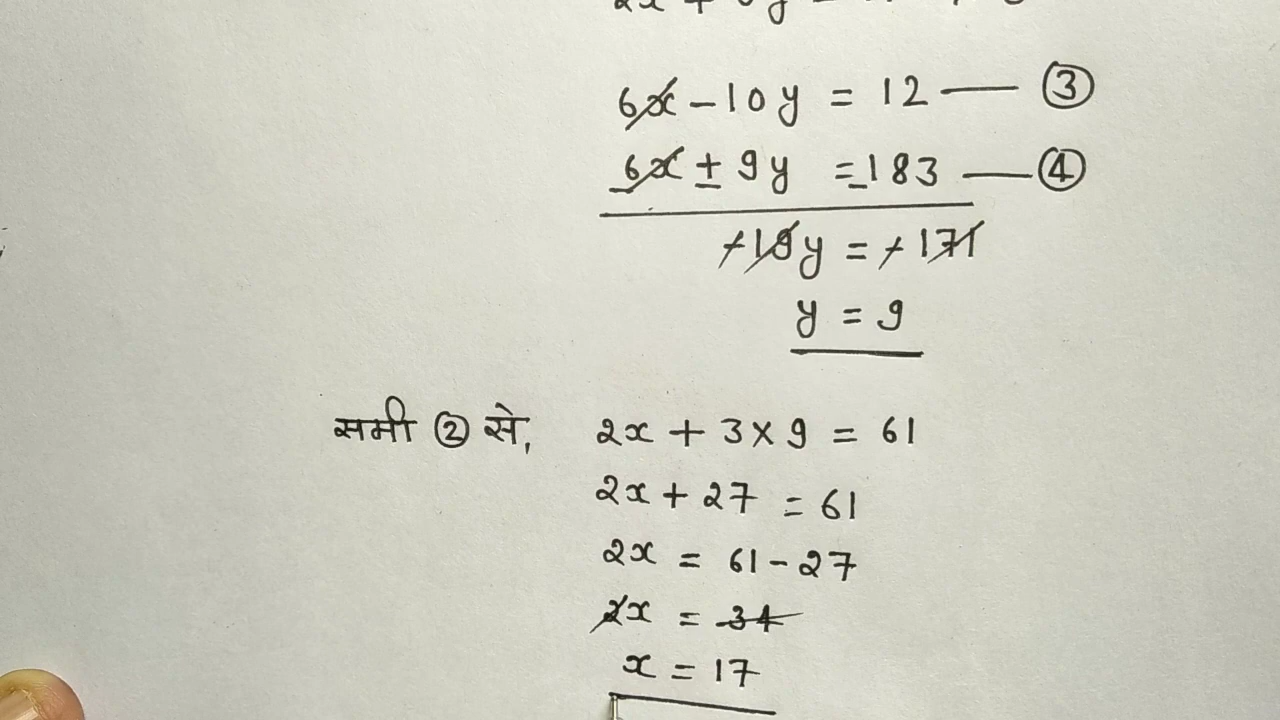 6x - 10y = 12 — ③
6x ± 9y = 183 — ④
-19y = -171
y = 9
समी ② से, 2x + 3 × 9 = 61
2x + 27 = 61
2x = 61 - 27
2x = 34
x = 17